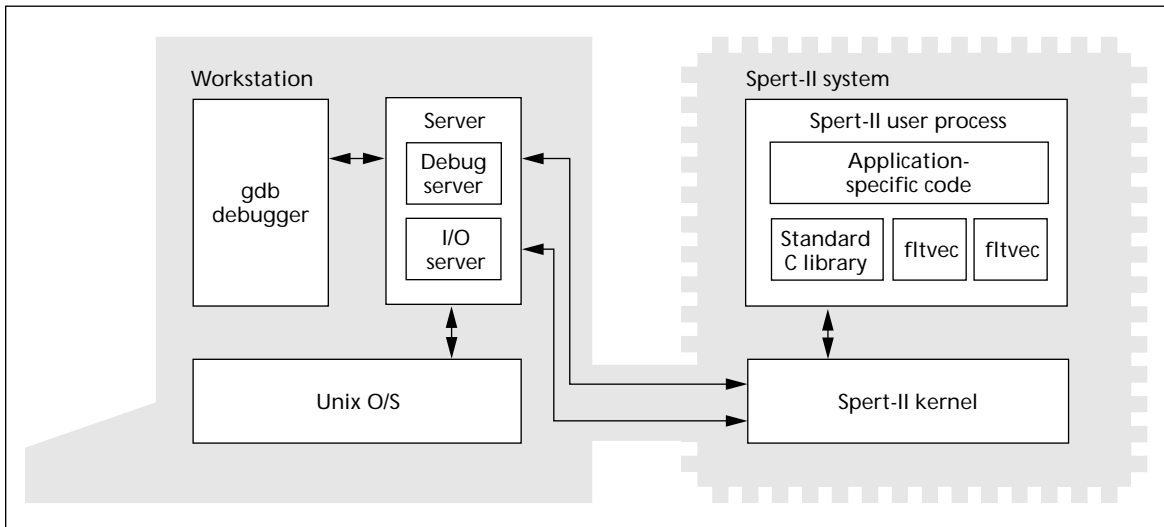 Workstation
gdb
debugger
Server
Debug
server
I/O
server
Unix O/S
Spert-II system
Spert-II user process
Application-
specific code
Standard
C library
fltvec
fltvec
Spert-II kernel